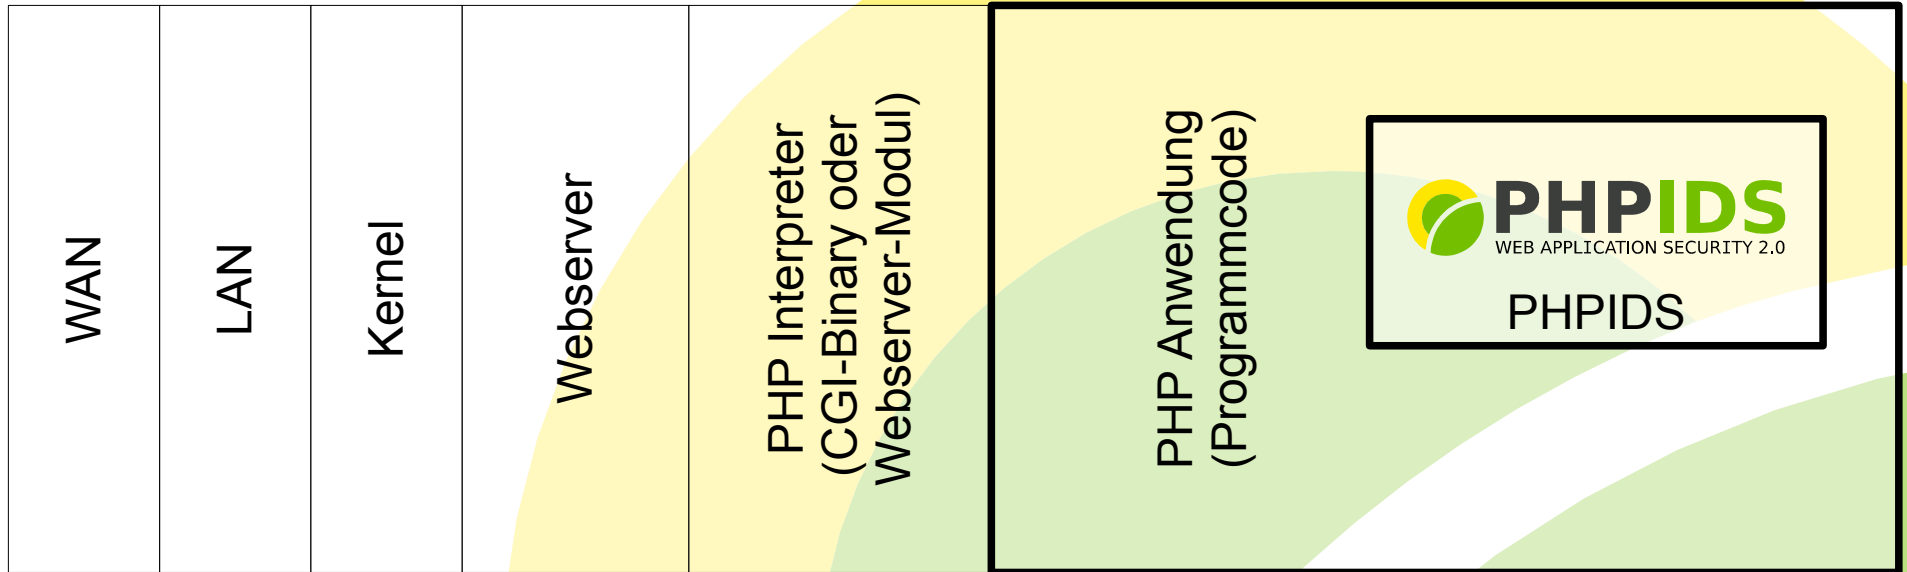 WAN
LAN
Kernel
Webserver
PHP Interpreter
(CGI-Binary oder
Webserver-Modul)
PHP Anwendung
(Programmcode)
PHPIDS
WEB APPLICATION SECURITY 2.0
PHPIDS